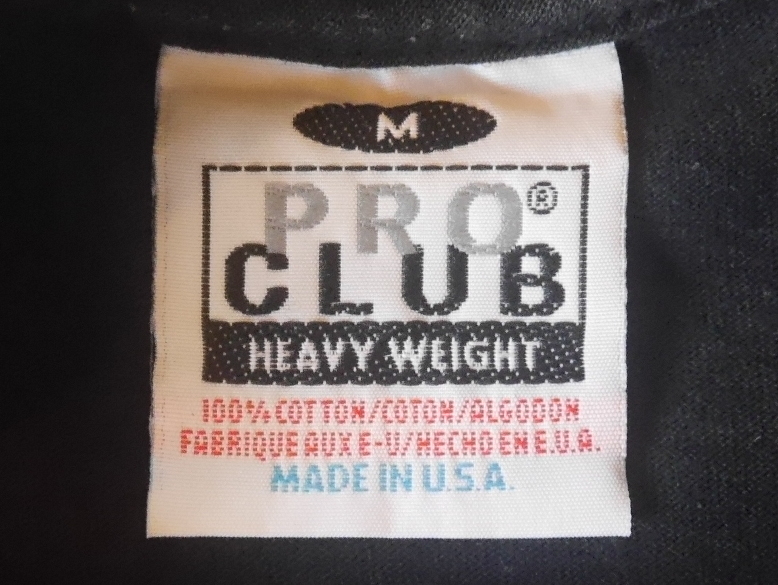 M
PRO®
CLUB
HEAVY WEIGHT
100% COTTON/COTON/ALGODON
FABRIQUE AUX E-U/HECHO EN E.U.A.
MADE IN U.S.A.